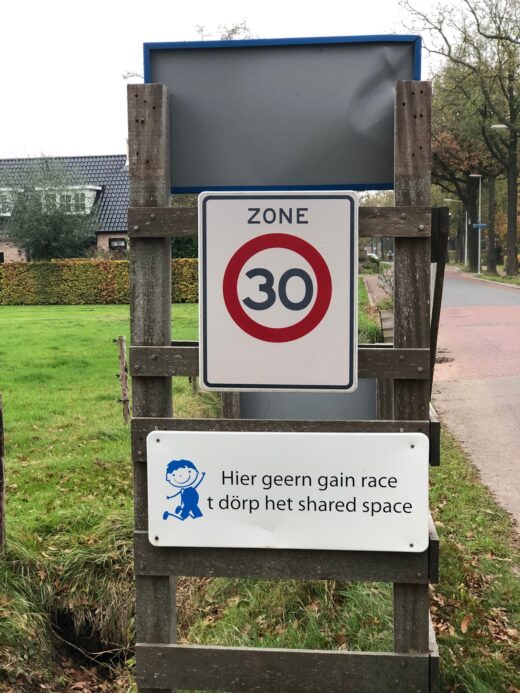 ZONE
30
Hier geern gain race
t dörp het shared space